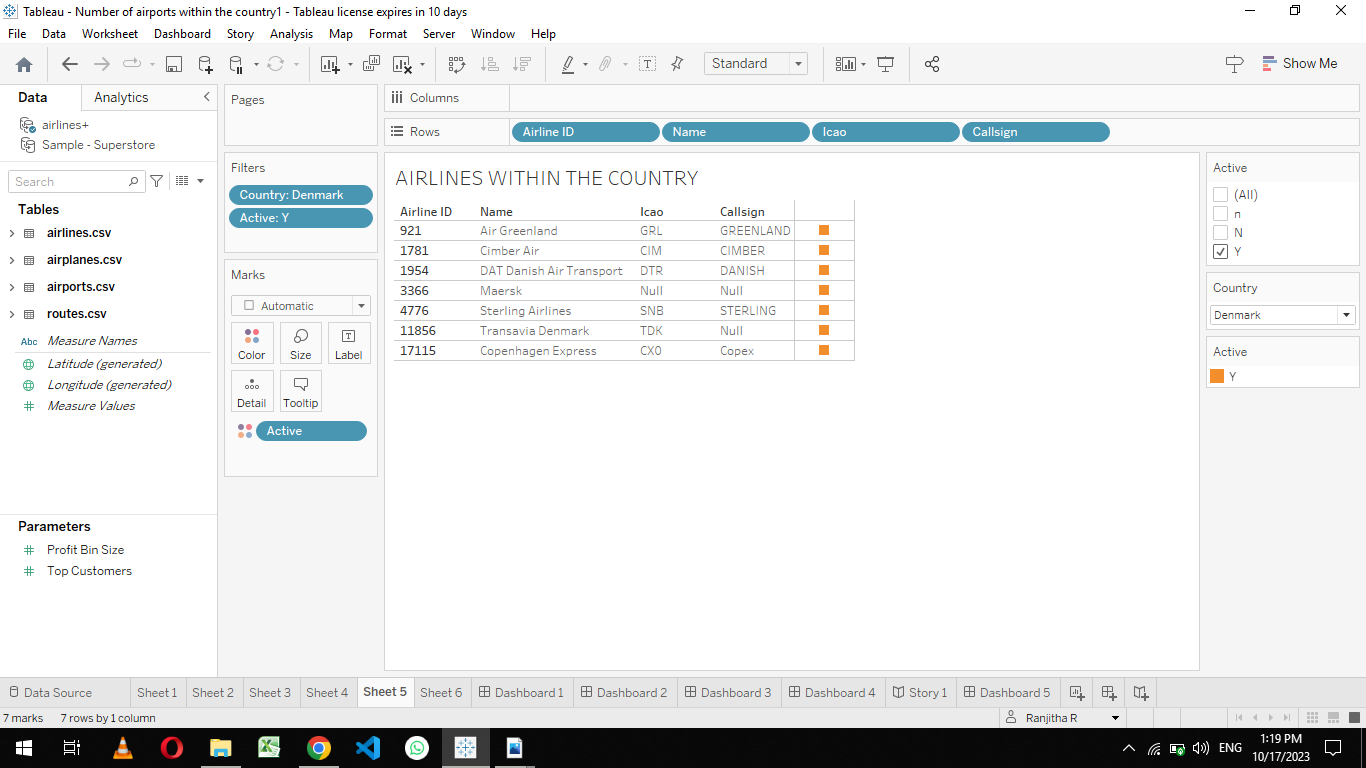 Tableau - Number of airports within the country1 - Tableau license expires in 10 days
File Data Worksheet Dashboard Story Analysis Map Format Server Window Help
Standard
Show Me
Data Analytics
airlines+
Sample - Superstore
Search
Tables
airlines.csv
airplanes.csv
airports.csv
routes.csv
Abc Measure Names
Latitude (generated)
Longitude (generated)
Measure Values
Parameters
Profit Bin Size
Top Customers
Pages
Filters
Country: Denmark
Active: Y
Marks
Automatic
Color Size Label
T
Detail Tooltip
Active
Columns
Rows Airline ID Name Icao Callsign
AIRLINES WITHIN THE COUNTRY
Airline ID Name Icao Callsign
921 Air Greenland GRL GREENLAND
1781 Cimber Air CIM CIMBER
1954 DAT Danish Air Transport DTR DANISH
3366 Maersk Null Null
4776 Sterling Airlines SNB STERLING
11856 Transavia Denmark TDK Null
17115 Copenhagen Express CX0 Copex
Active
(All)
n
N
Y
Country
Denmark
Active
Y
Data Source Sheet 1 Sheet 2 Sheet 3 Sheet 4 Sheet 5 Sheet 6 Dashboard 1 Dashboard 2 Dashboard 3 Dashboard 4 Story 1 Dashboard 5
7 marks 7 rows by 1 column Ranjitha R
ENG 1:19 PM
10/17/2023